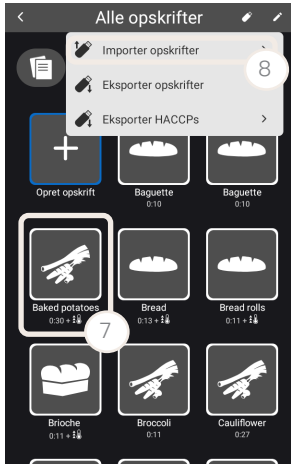 Alle opskrifter
Importer opskrifter
8
Eksporter opskrifter
Eksporter HACCPs
Opret opskrift
Baguette
0:10
Baguette
0:10
Baked potatoes
0:30 +
Bread
0:13 +
Bread rolls
0:11 +
7
Brioche
0:11 +
Broccoli
0:11
Cauliflower
0:27